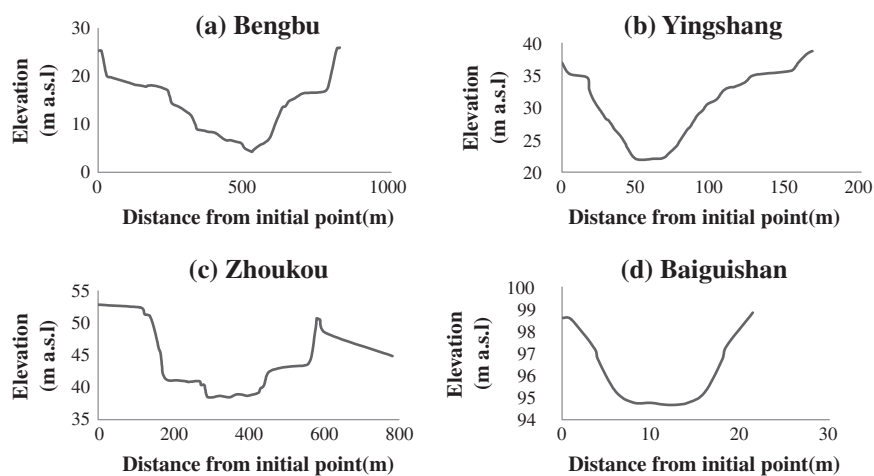 (a) Bengbu
Elevation
(m a.s.l)
30
20
10
0
0 500 1000
Distance from initial point(m)
(b) Yingshang
Elevation
(m a.s.l)
40
35
30
25
20
0 50 100 150 200
Distance from initial point(m)
(c) Zhoukou
Elevation
(m a.s.l)
55
50
45
40
35
0 200 400 600 800
Distance from initial point(m)
(d) Baiguishan
Elevation
(m a.s.l)
100
99
98
97
96
95
94
0 10 20 30
Distance from initial point(m)